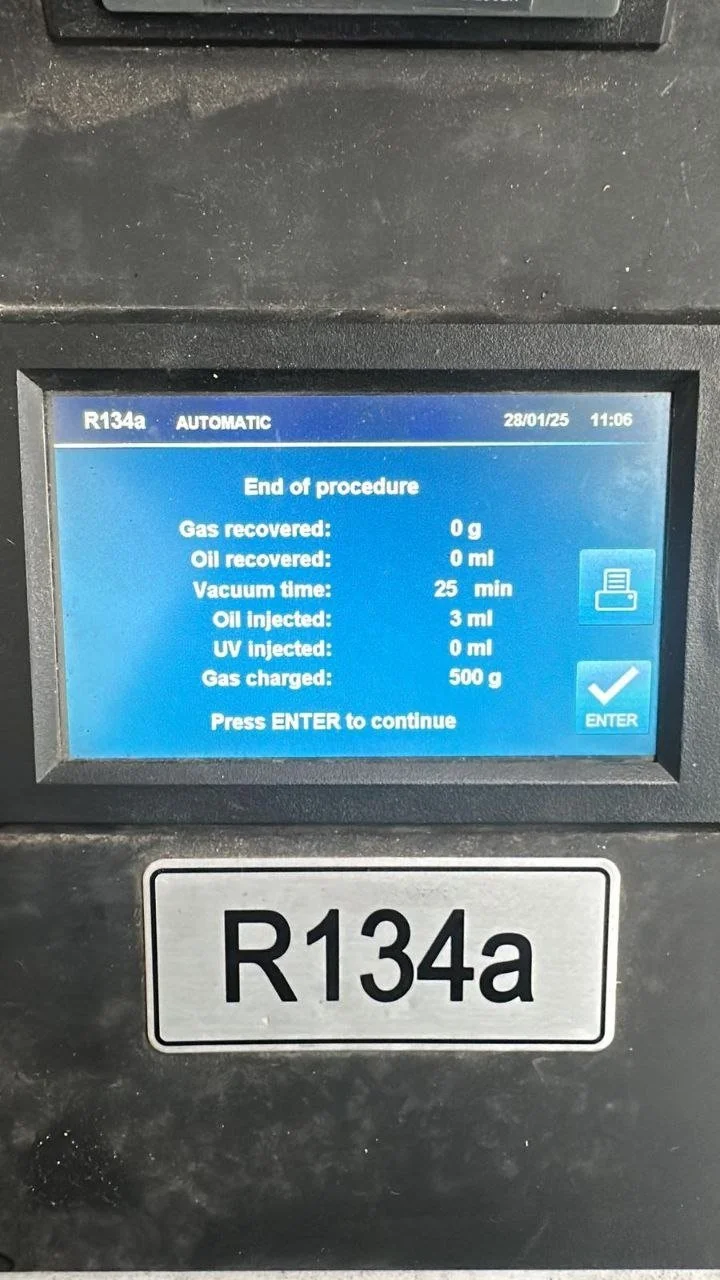 R134a AUTOMATIC 28/01/25 11:06
End of procedure
Gas recovered: 0 g
Oil recovered: 0 ml
Vacuum time: 25 min
Oil injected: 3 ml
UV injected: 0 ml
Gas charged: 500 g
Press ENTER to continue
ENTER
R134a